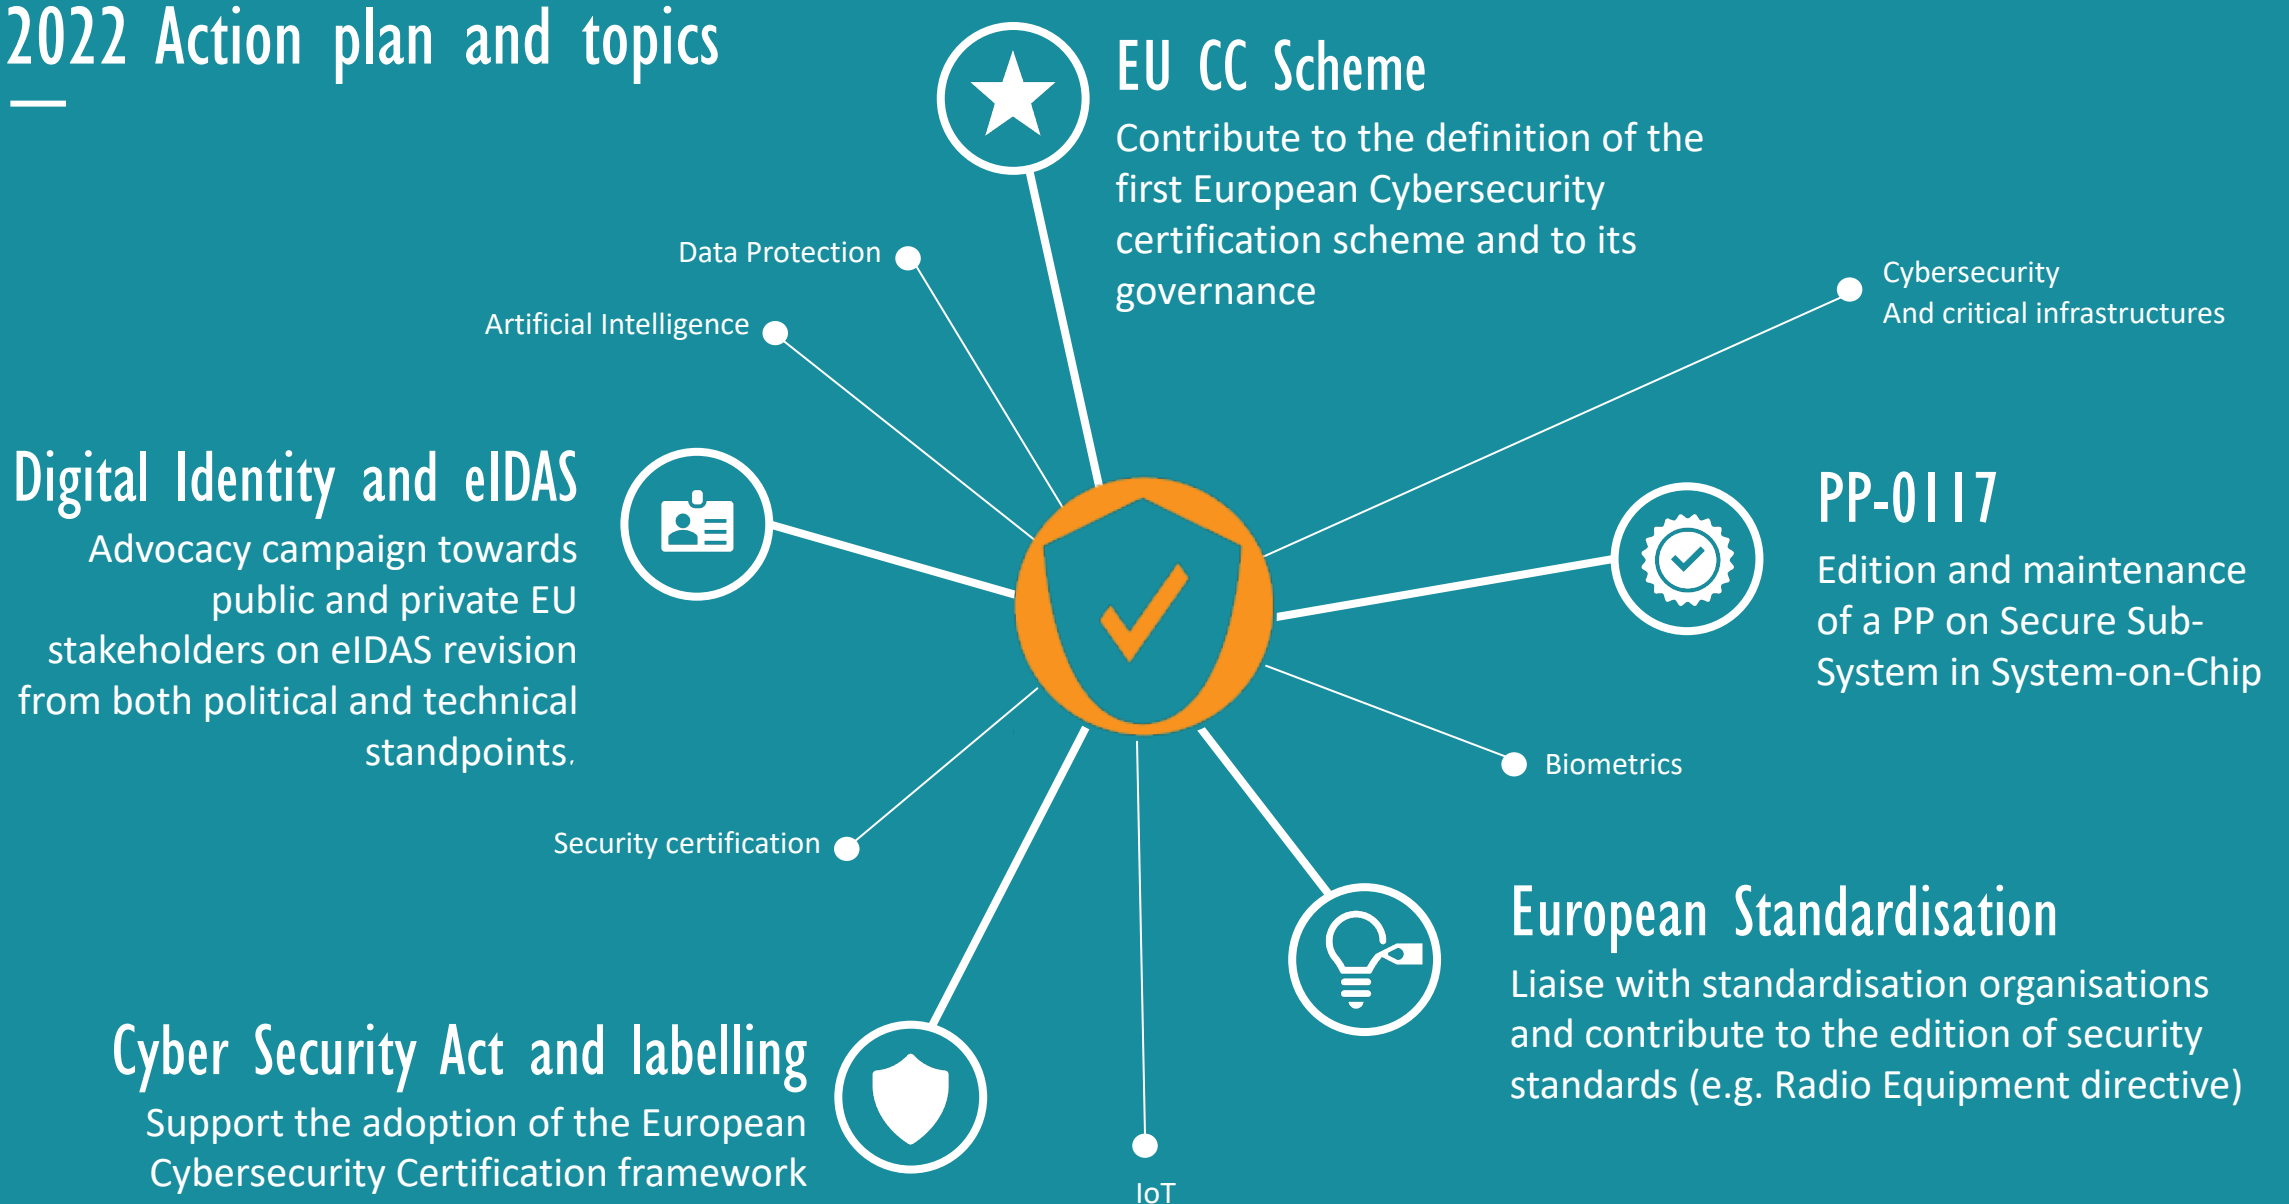 2022 Action plan and topics
EU CC Scheme
Contribute to the definition of the
first European Cybersecurity
certification scheme and to its
governance
Data Protection
Artificial Intelligence
Cybersecurity
And critical infrastructures
Digital Identity and eIDAS
Advocacy campaign towards
public and private EU
stakeholders on eIDAS revision
from both political and technical
standpoints.
PP-0117
Edition and maintenance
of a PP on Secure Sub-
System in System-on-Chip
Biometrics
Security certification
European Standardisation
Liaise with standardisation organisations
and contribute to the edition of security
standards (e.g. Radio Equipment directive)
Cyber Security Act and labelling
Support the adoption of the European
Cybersecurity Certification framework
IoT